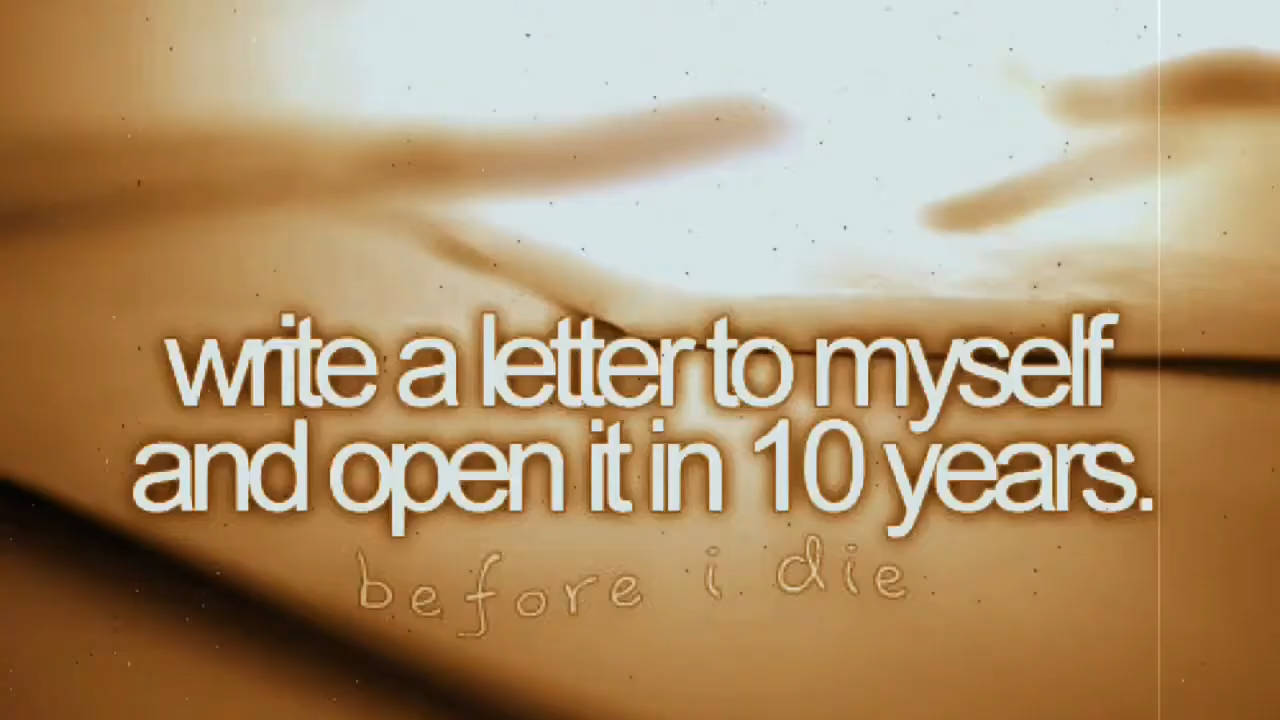 write a letter to myself
and open it in 10 years.
before i die